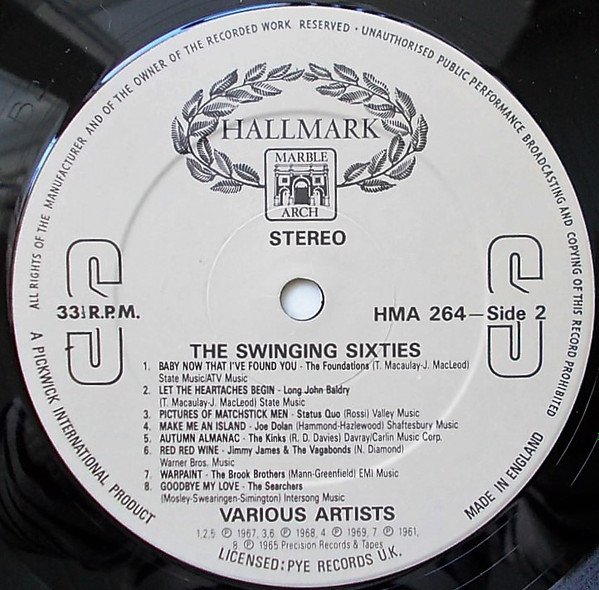 ALL RIGHTS OF THE MANUFACTURER AND OF THE OWNER OF THE RECORDED WORK RESERVED · UNAUTHORISED PUBLIC PERFORMANCE BROADCASTING AND COPYING OF THIS RECORD PROHIBITED
HALLMARK
MARBLE
ARCH
STEREO
33⅓ R.P.M.
HMA 264—Side 2
THE SWINGING SIXTIES
1. BABY NOW THAT I'VE FOUND YOU - The Foundations (T. Macaulay-J. MacLeod)
State Music/ATV Music
2. LET THE HEARTACHES BEGIN - Long John Baldry
(T. Macaulay-J. MacLeod) State Music
3. PICTURES OF MATCHSTICK MEN - Status Quo (Rossi) Valley Music
4. MAKE ME AN ISLAND - Joe Dolan (Hammond-Hazlewood) Shaftesbury Music
5. AUTUMN ALMANAC - The Kinks (R. D. Davies) Davray/Carlin Music Corp.
6. RED RED WINE - Jimmy James & The Vagabonds (N. Diamond)
Warner Bros. Music
7. WARPAINT - The Brook Brothers (Mann-Greenfield) EMI Music
8. GOODBYE MY LOVE - The Searchers
(Mosley-Swearingen-Simington) Intersong Music
VARIOUS ARTISTS
1,2,5 ℗ 1967, 3,6 ℗ 1968, 4 ℗ 1969, 7 ℗ 1961,
8 ℗ 1965 Precision Records & Tapes
LICENSED: PYE RECORDS U.K.
A PICKWICK INTERNATIONAL PRODUCT
MADE IN ENGLAND